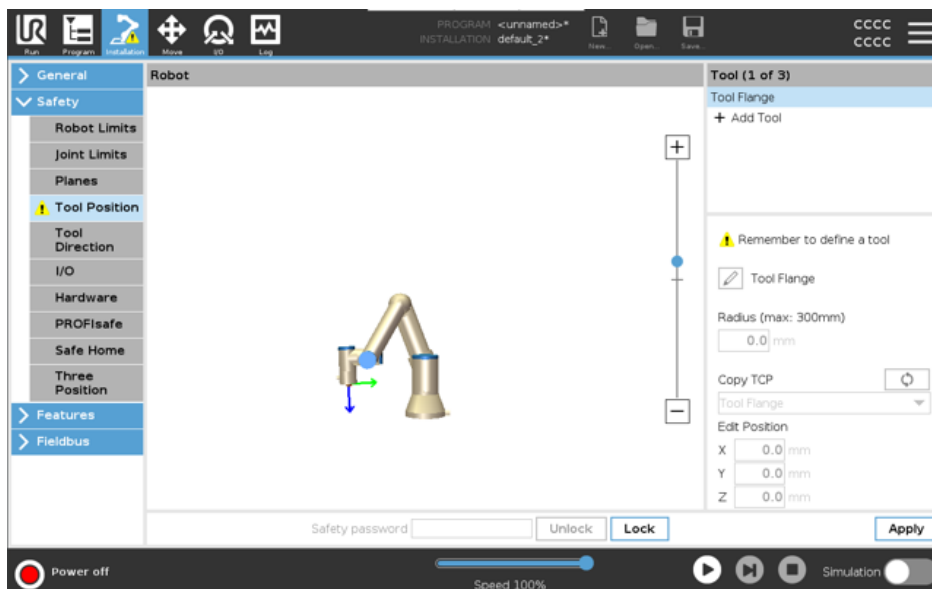 UR
PROGRAM <unnamed>*
INSTALLATION default_2*
CCCC
CCCC
Run Program Installation Move I/O Log New... Open... Save...
General
Safety
Robot Limits
Joint Limits
Planes
Tool Position
Tool
Direction
I/O
Hardware
PROFIsafe
Safe Home
Three
Position
Features
Fieldbus
Robot
Tool (1 of 3)
Tool Flange
+ Add Tool
Remember to define a tool
Tool Flange
Radius (max: 300mm)
0.0 mm
Copy TCP
Tool Flange
Edit Position
X 0.0 mm
Y 0.0 mm
Z 0.0 mm
Safety password Unlock Lock
Apply
Power off
Speed 100%
Simulation